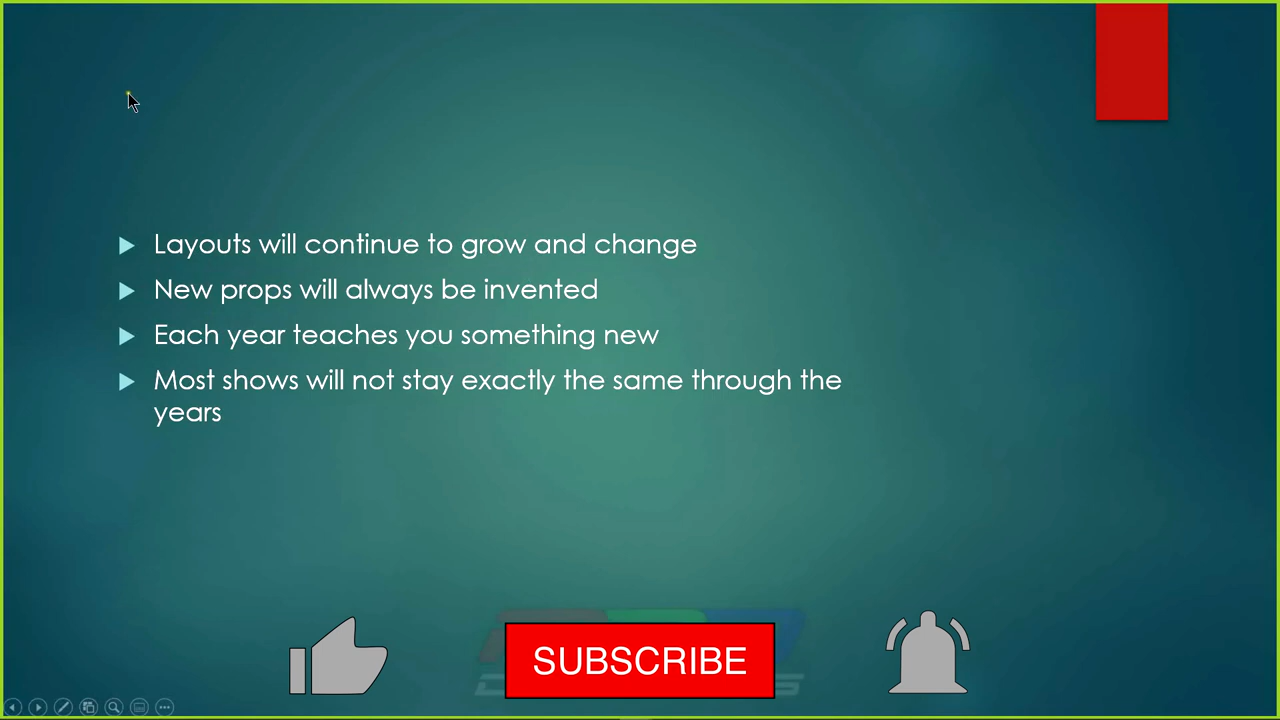 Layouts will continue to grow and change
New props will always be invented
Each year teaches you something new
Most shows will not stay exactly the same through the
years
SUBSCRIBE